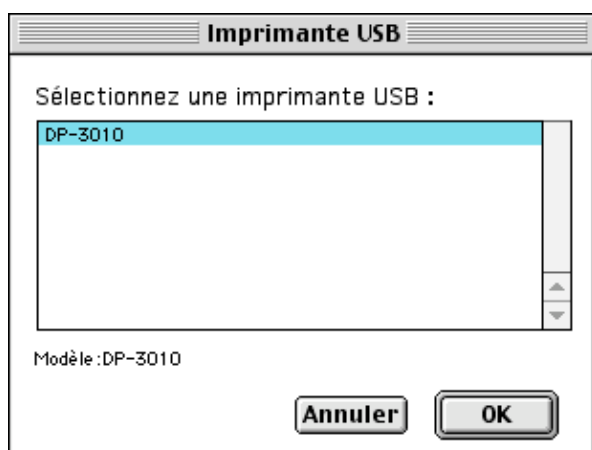 Imprimante USB
Sélectionnez une imprimante USB :
DP-3010
Modèle:DP-3010
Annuler OK